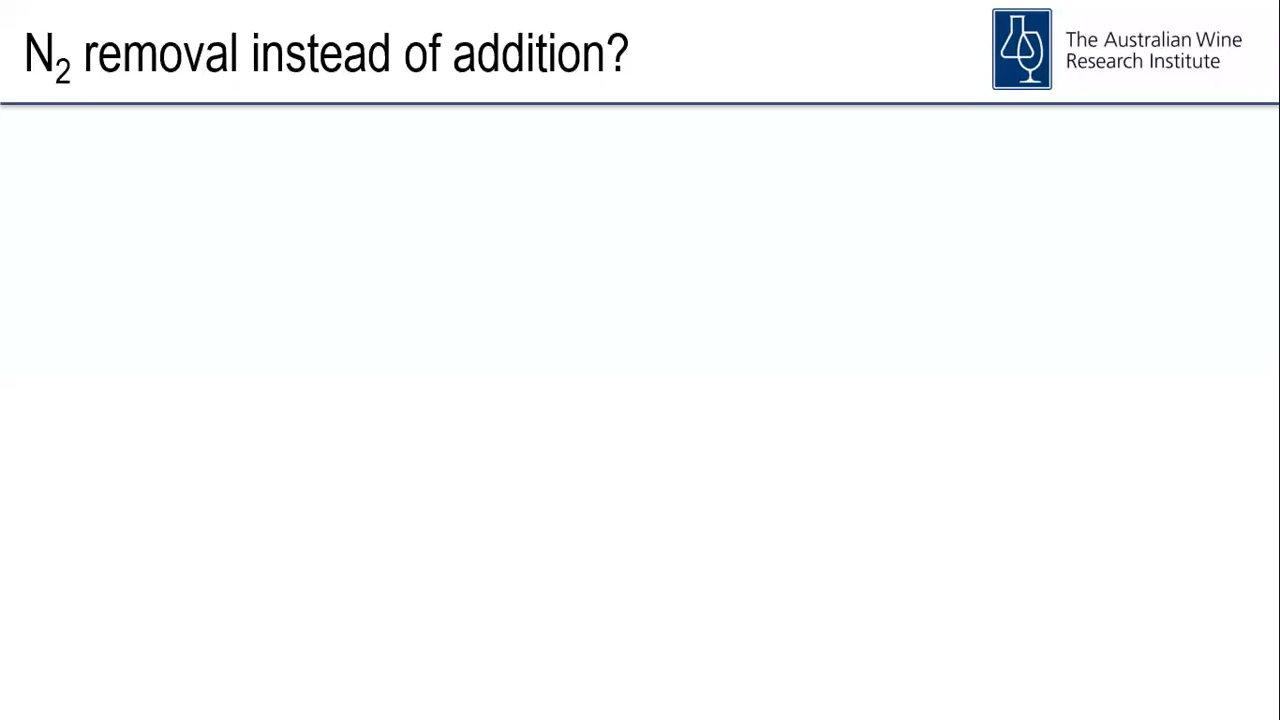 N₂ removal instead of addition?
The Australian Wine
Research Institute